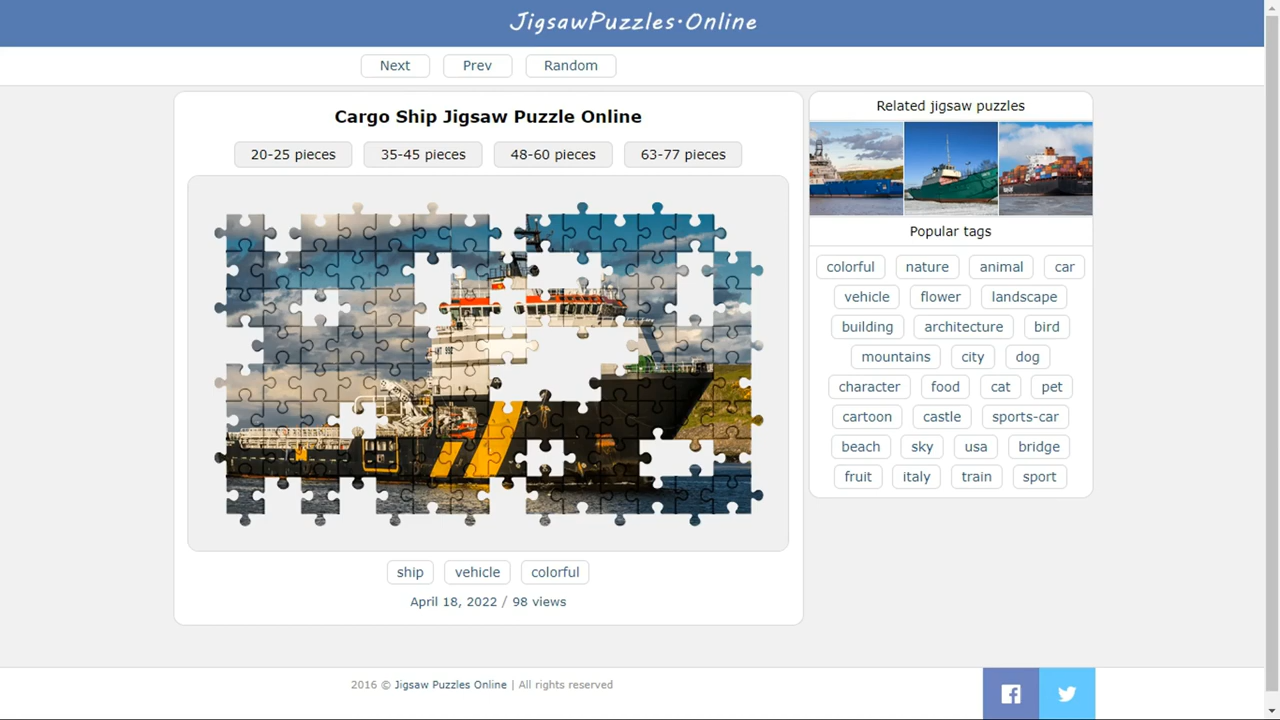 JigsawPuzzles·Online
Next Prev Random
Cargo Ship Jigsaw Puzzle Online
20-25 pieces 35-45 pieces 48-60 pieces 63-77 pieces
ship vehicle colorful
April 18, 2022 / 98 views
Related jigsaw puzzles
Popular tags
colorful nature animal car
vehicle flower landscape
building architecture bird
mountains city dog
character food cat pet
cartoon castle sports-car
beach sky usa bridge
fruit italy train sport
2016 © Jigsaw Puzzles Online | All rights reserved